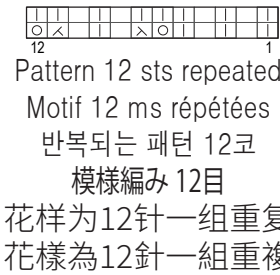 12 1
Pattern 12 sts repeated
Motif 12 ms répétées
반복되는 패턴 12코
模様編み 12目
花样为12针一组重复
花樣為12針一組重複